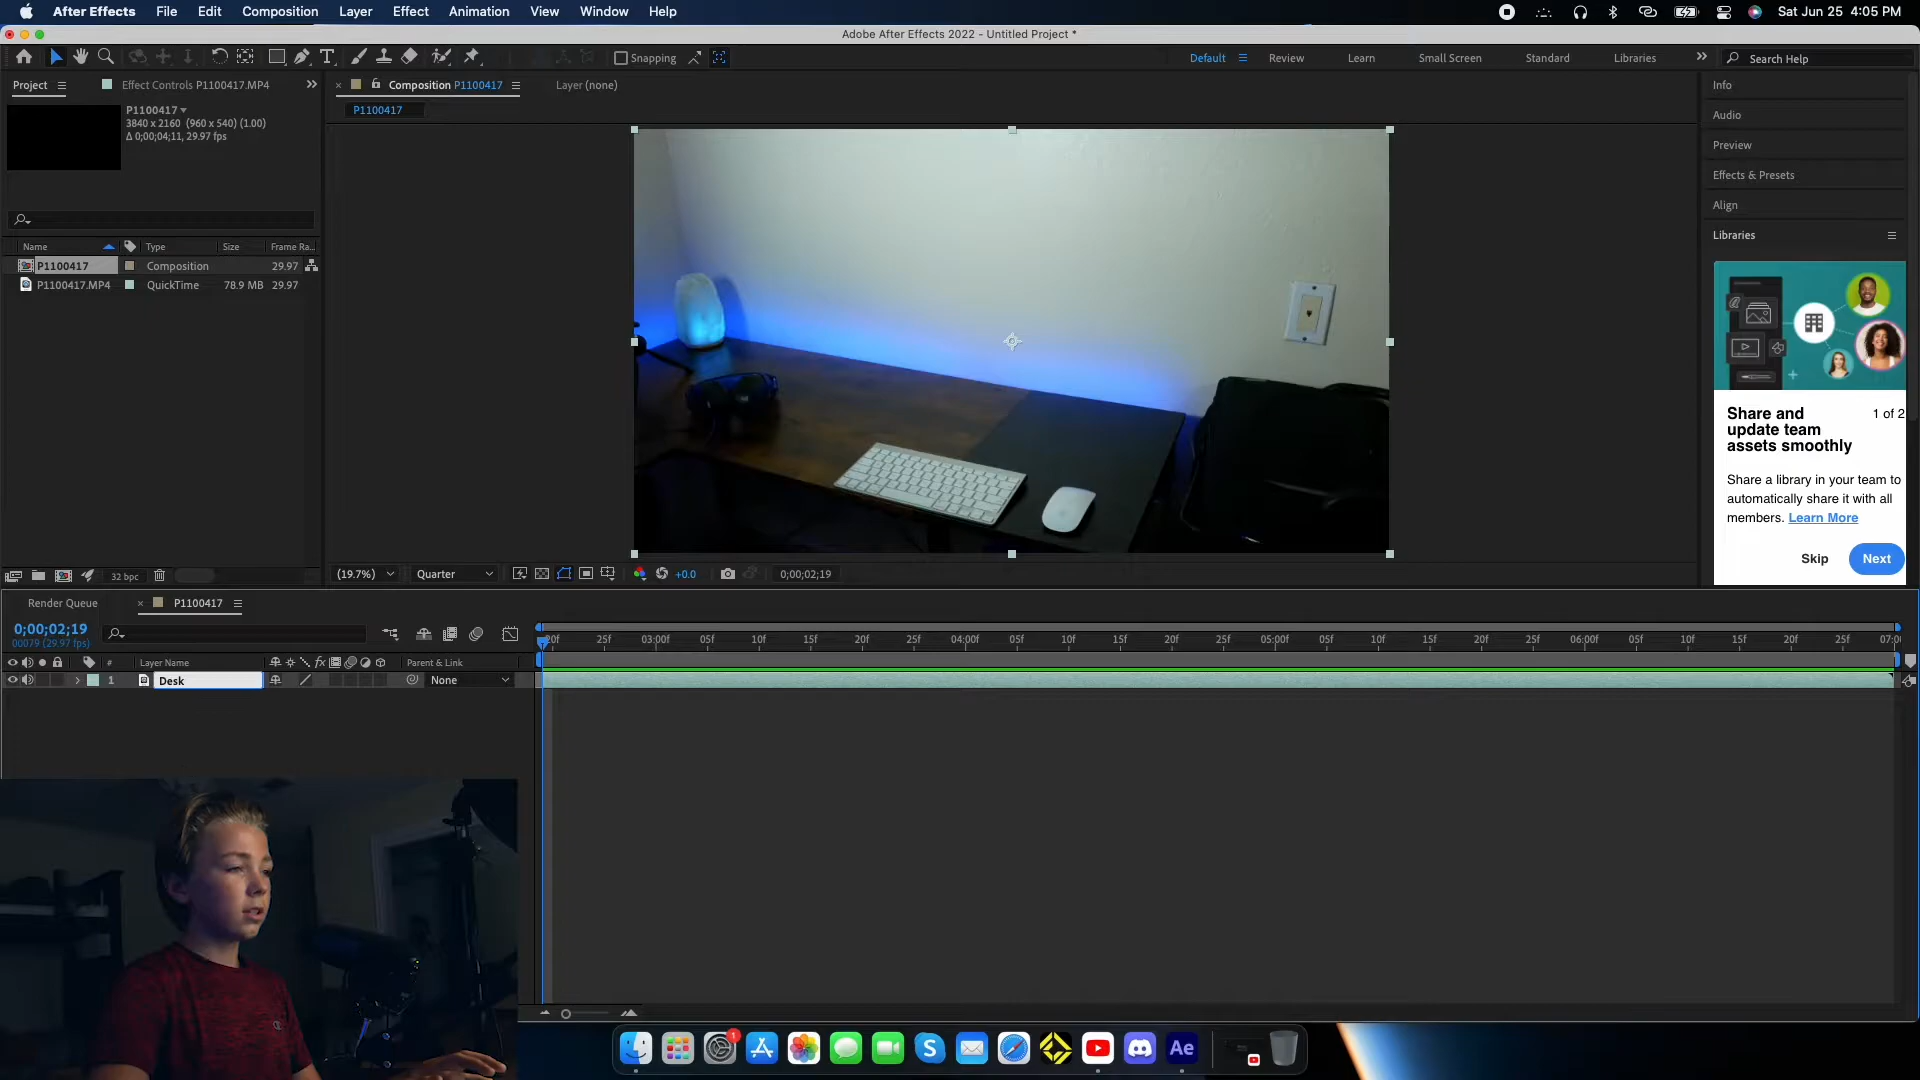 After Effects File Edit Composition Layer Effect Animation View Window Help Sat Jun 25 4:05 PM
Adobe After Effects 2022 - Untitled Project *
Snapping Default Review Learn Small Screen Standard Libraries Search Help
Project Effect Controls P1100417.MP4 Composition P1100417 Layer (none)
P1100417
P1100417
3840 x 2160 (960 x 540) (1.00)
Δ 0;00;04;11, 29.97 fps
Name Type Size Frame Ra...
P1100417 Composition 29.97
P1100417.MP4 QuickTime 78.9 MB 29.97
32 bpc
(19.7%) Quarter +0.0 0;00;02;19
Info
Audio
Preview
Effects & Presets
Align
Libraries
Share and update team assets smoothly 1 of 2
Share a library in your team to
automatically share it with all
members. Learn More
Skip Next
Render Queue P1100417
0;00;02;19
00079 (29.97 fps)
20f 25f 03:00f 05f 10f 15f 20f 25f 04:00f 05f 10f 15f 20f 25f 05:00f 05f 10f 15f 20f 25f 06:00f 05f 10f 15f 20f 25f 07:0
# Layer Name fx Parent & Link
1 Desk None
1
Ae